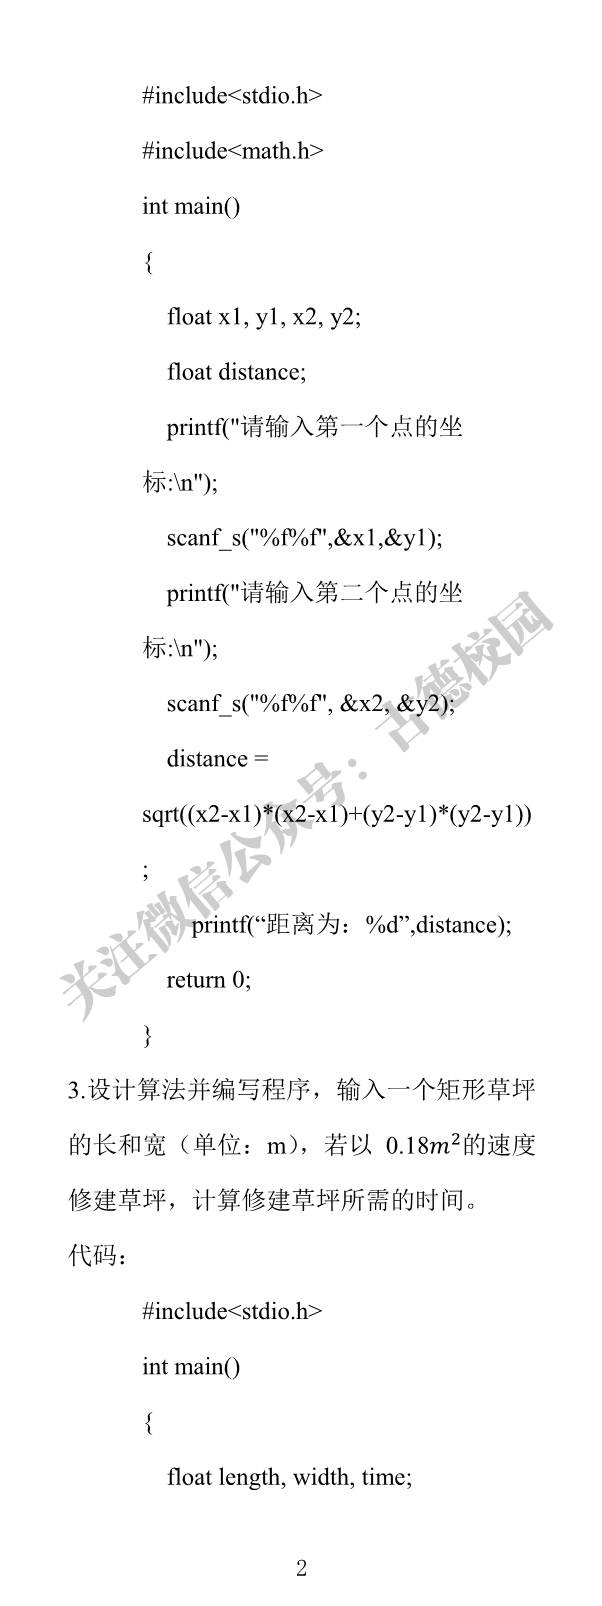 #include<stdio.h>
#include<math.h>
int main()
{
float x1, y1, x2, y2;
float distance;
printf("请输入第一个点的坐
标:\n");
scanf_s("%f%f",&x1,&y1);
printf("请输入第二个点的坐
标:\n");
scanf_s("%f%f", &x2, &y2);
distance =
sqrt((x2-x1)*(x2-x1)+(y2-y1)*(y2-y1))
;
printf(“距离为：%d”,distance);
return 0;
}
3.设计算法并编写程序，输入一个矩形草坪
的长和宽（单位：m），若以 0.18m²的速度
修建草坪，计算修建草坪所需的时间。
代码：
#include<stdio.h>
int main()
{
float length, width, time;
2
关注微信公众号：古德校园